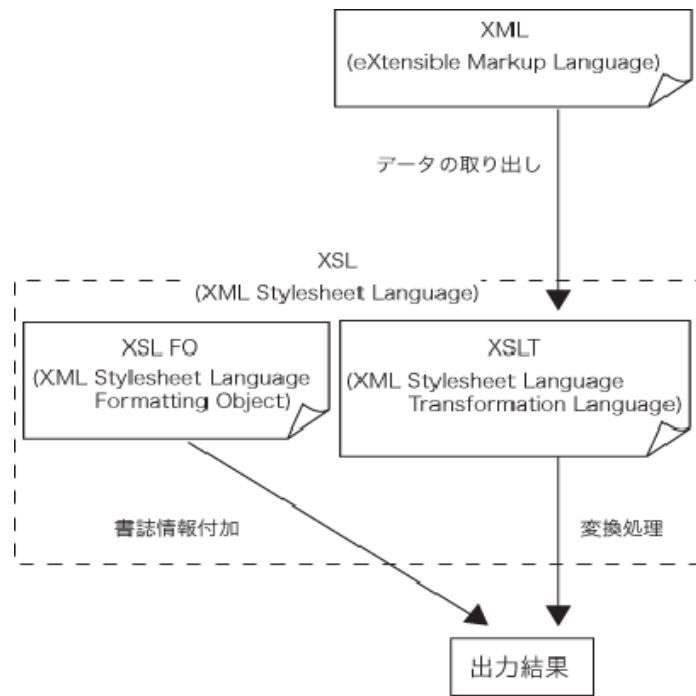 XML
(eXtensible Markup Language)
データの取り出し
XSL
(XML Stylesheet Language)
XSL FO
(XML Stylesheet Language
Formatting Object)
XSLT
(XML Stylesheet Language
Transformation Language)
書誌情報付加
変換処理
出力結果